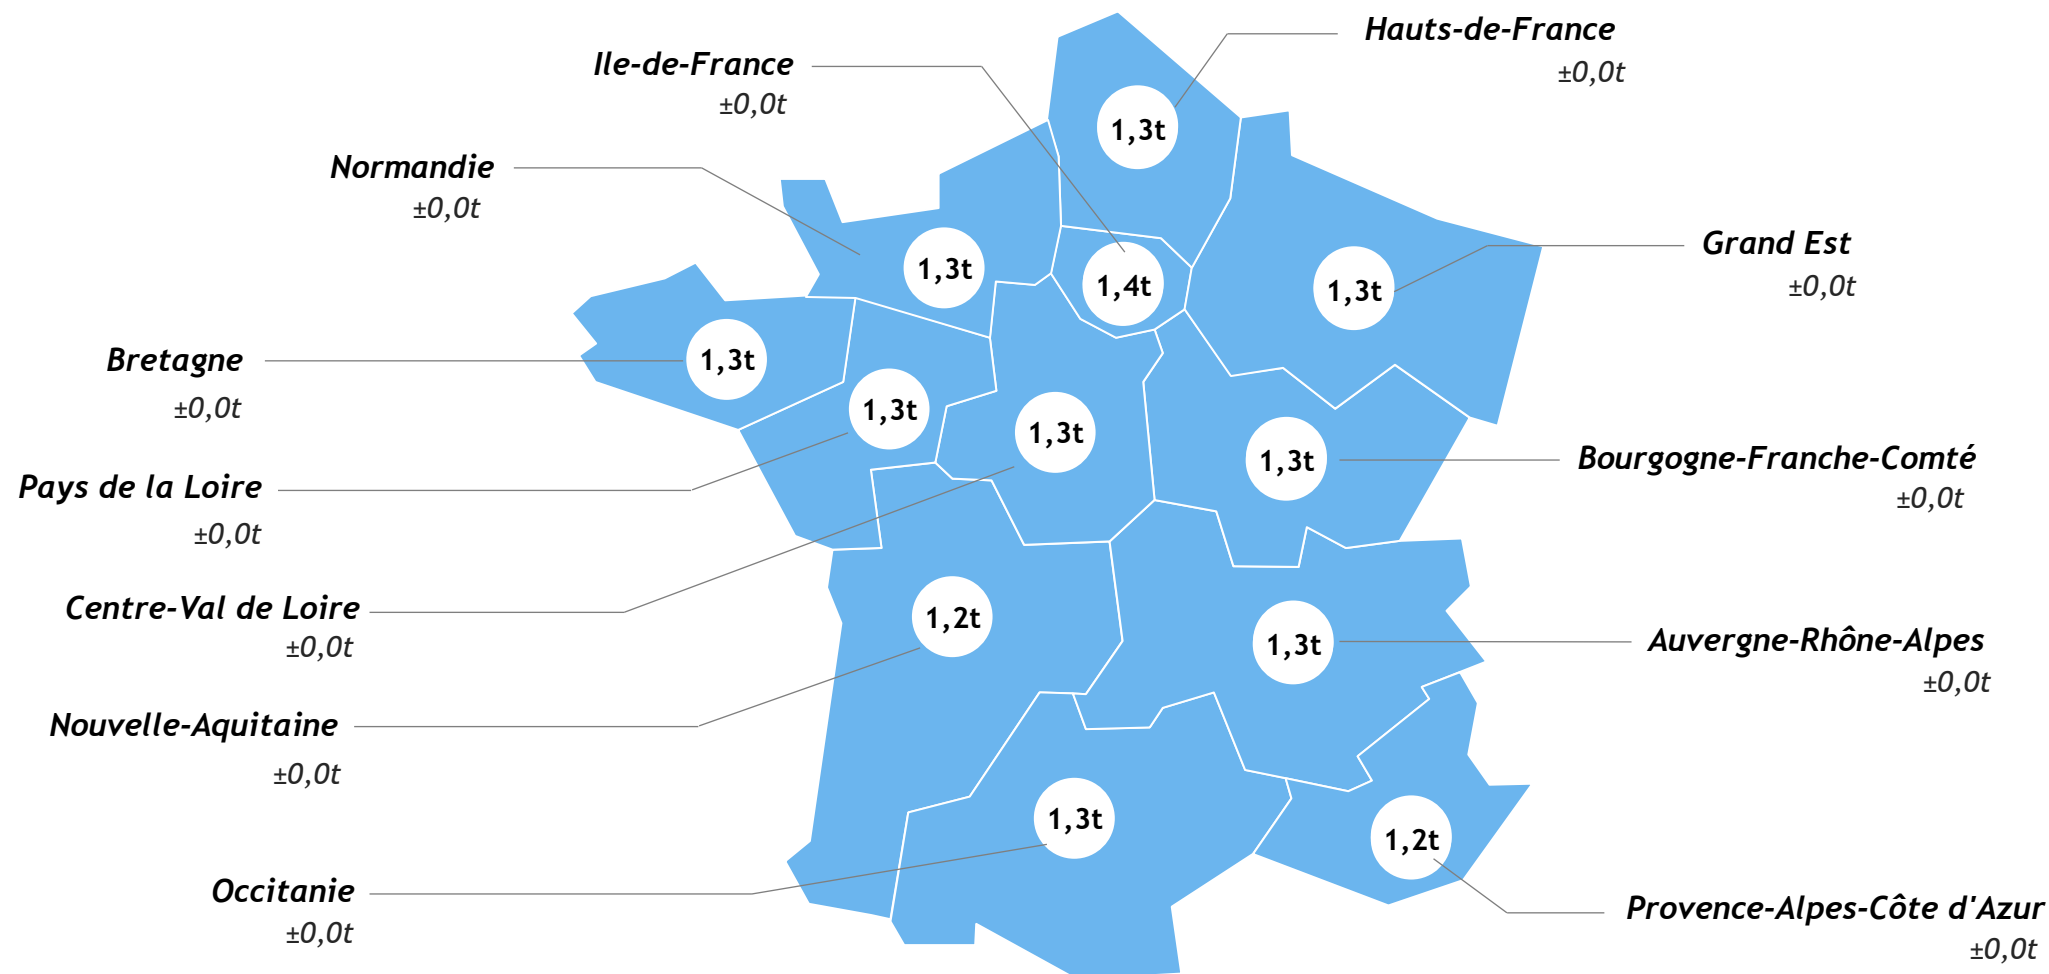 Hauts-de-France
±0,0t
Ile-de-France
±0,0t
1,3t
Normandie
±0,0t
Grand Est
±0,0t
1,3t
1,4t
1,3t
Bretagne
±0,0t
1,3t
1,3t
1,3t
Bourgogne-Franche-Comté
±0,0t
1,3t
Pays de la Loire
±0,0t
Centre-Val de Loire
±0,0t
1,2t
Auvergne-Rhône-Alpes
±0,0t
1,3t
Nouvelle-Aquitaine
±0,0t
1,3t
1,2t
Occitanie
±0,0t
Provence-Alpes-Côte d'Azur
±0,0t